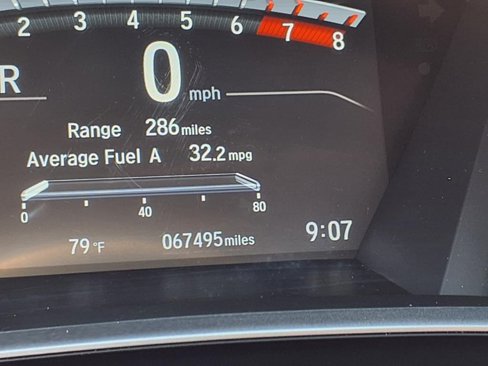 2 3 4 5 6 7 8
R
0 mph
Range 286 miles
Average Fuel A 32.2 mpg
0 40 80
79 °F 067495 miles 9:07